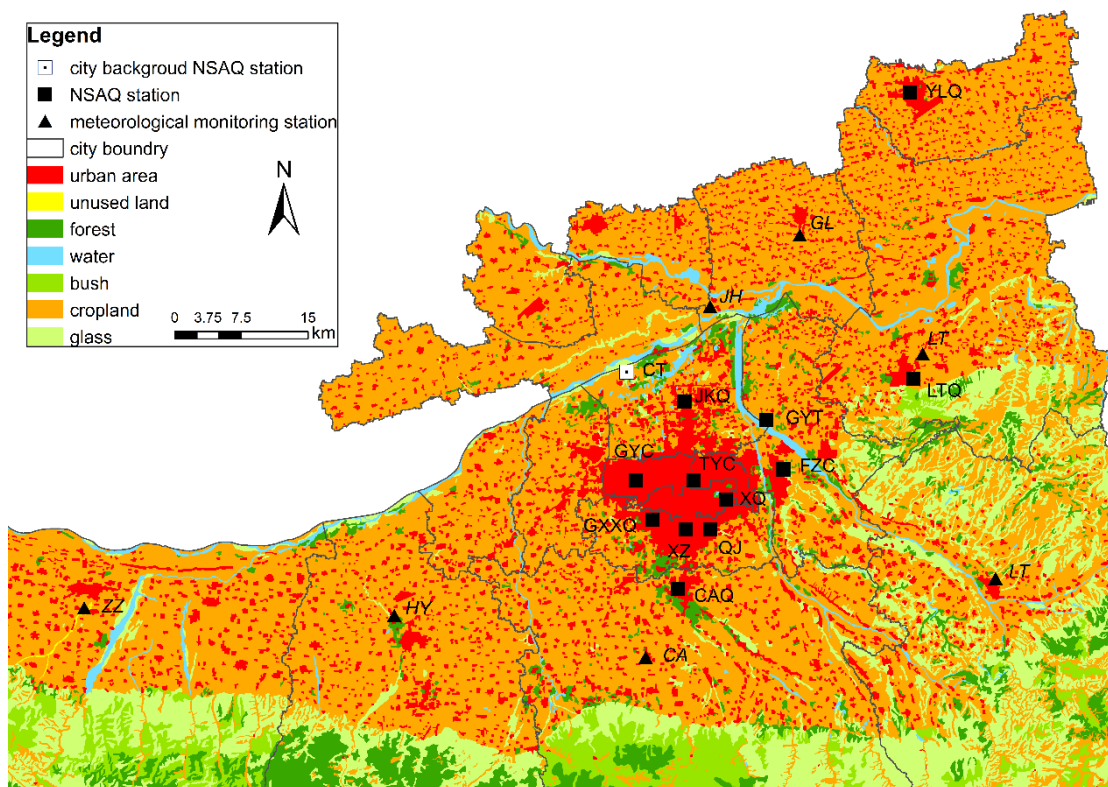 Legend
city backgroud NSAQ station
NSAQ station
meteorological monitoring station
city boundry
urban area
unused land
forest
water
bush
cropland
glass
N
0 3.75 7.5 15
km
YLQ
GL
JH
LT
CT
LTQ
JKQ
GYT
GYC
TYC
FZC
XQ
GXXQ
XZ
QJ
LT
CAQ
ZZ
HY
CA